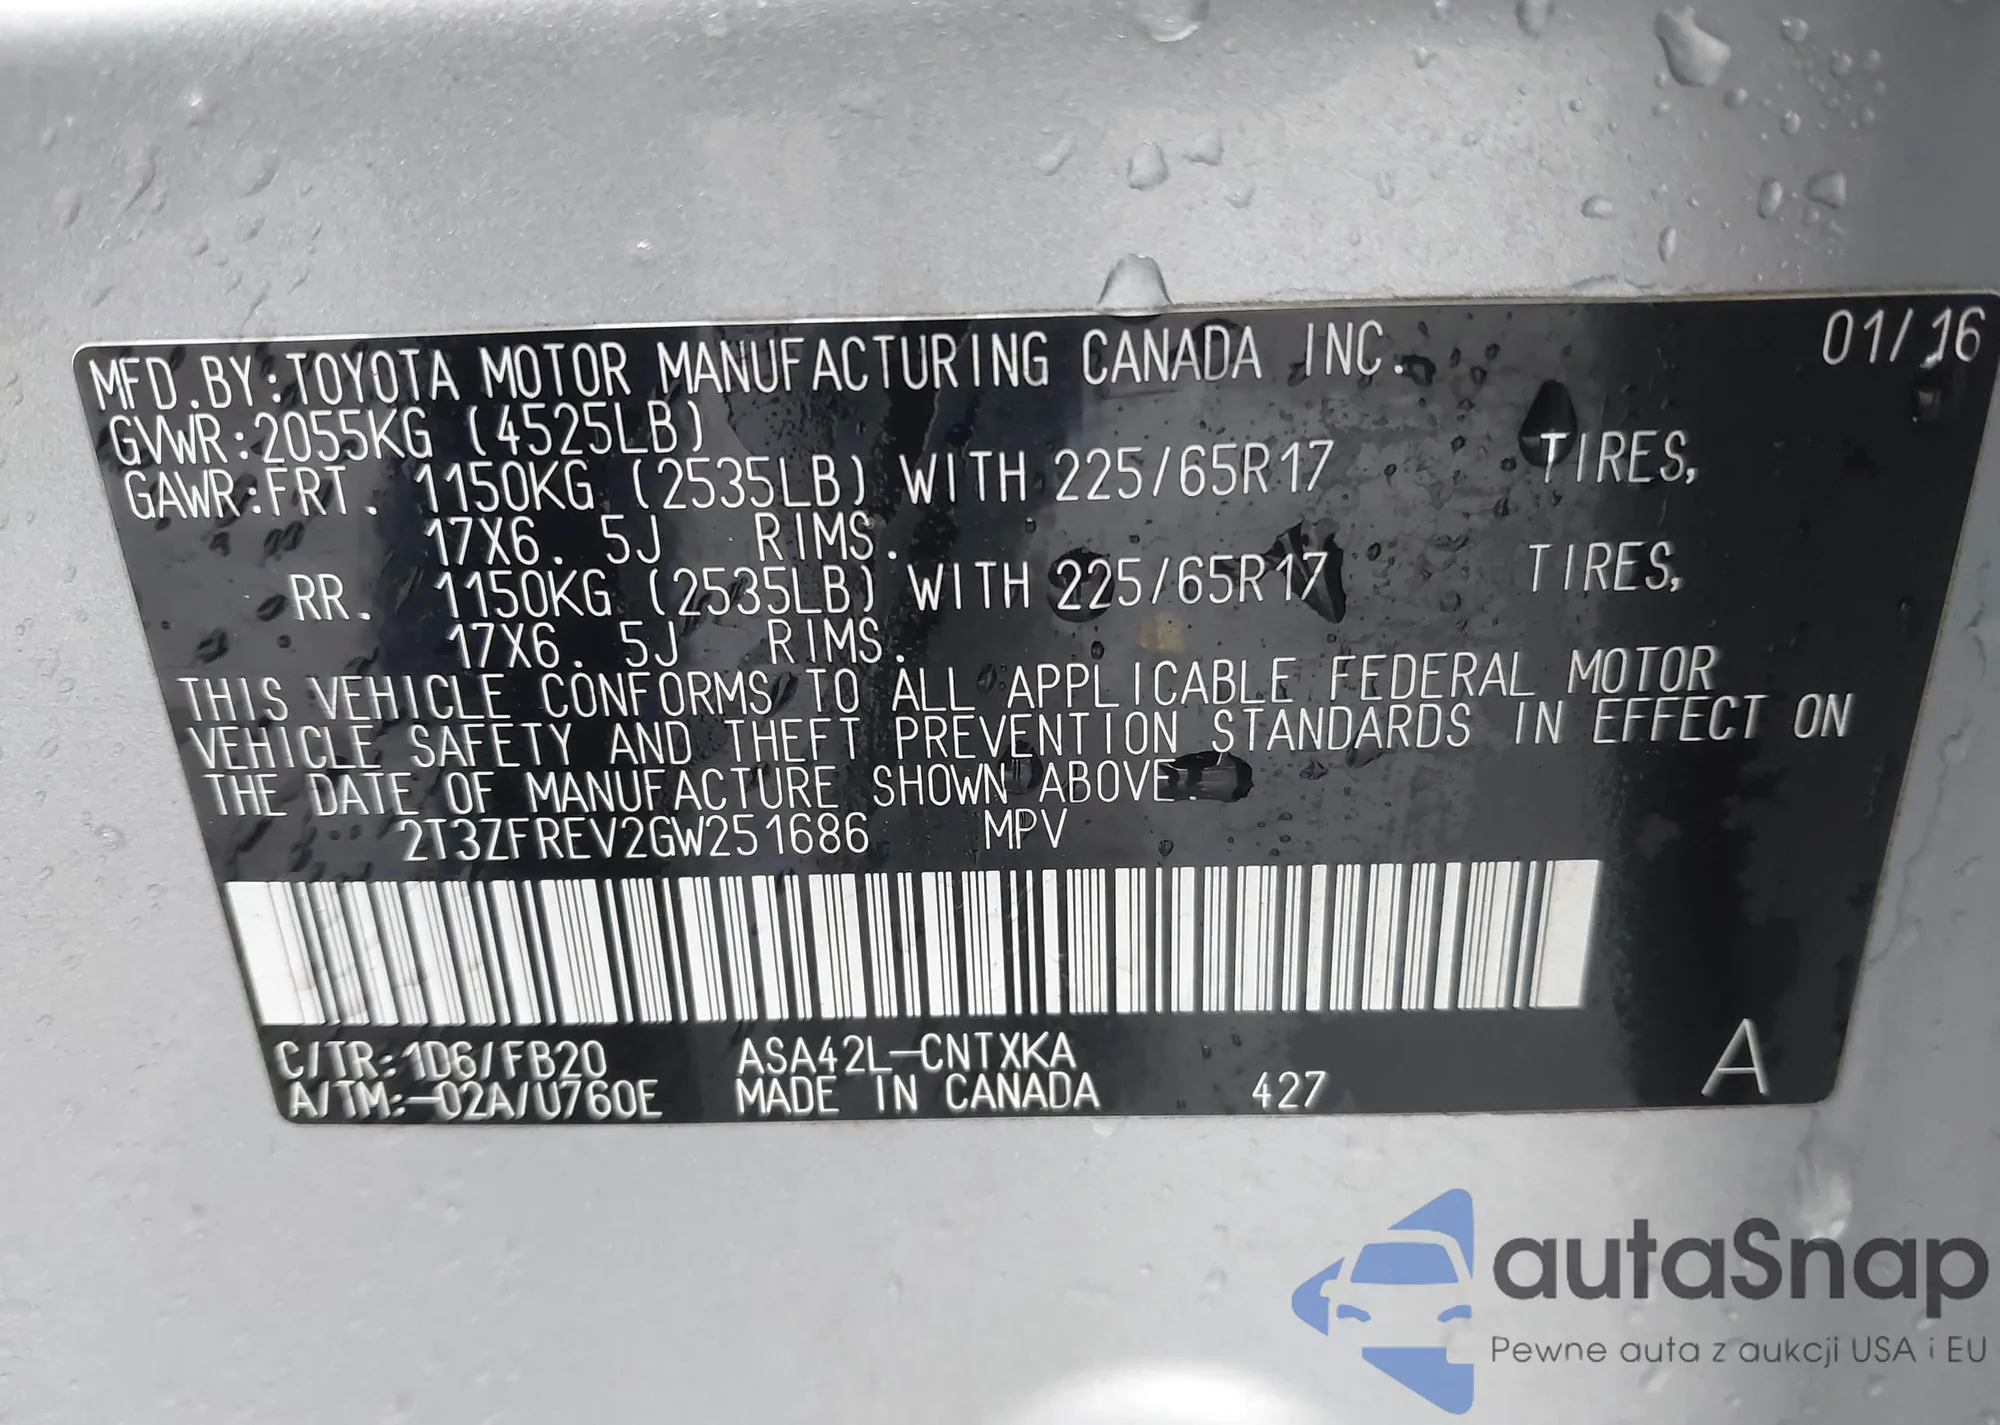 MFD.BY:TOYOTA MOTOR MANUFACTURING CANADA INC. 01/16
GVWR:2055KG (4525LB)
GAWR:FRT. 1150KG (2535LB) WITH 225/65R17 TIRES,
17X6.5J RIMS.
RR. 1150KG (2535LB) WITH 225/65R17 TIRES,
17X6.5J RIMS.
THIS VEHICLE CONFORMS TO ALL APPLICABLE FEDERAL MOTOR
VEHICLE SAFETY AND THEFT PREVENTION STANDARDS IN EFFECT ON
THE DATE OF MANUFACTURE SHOWN ABOVE.
2T3ZFREV2GW251686 MPV
C/TR:1D6/FB20 ASA42L-CNTXKA A
A/TM:-02A/U760E MADE IN CANADA 427
autaSnap
Pewne auta z aukcji USA i EU